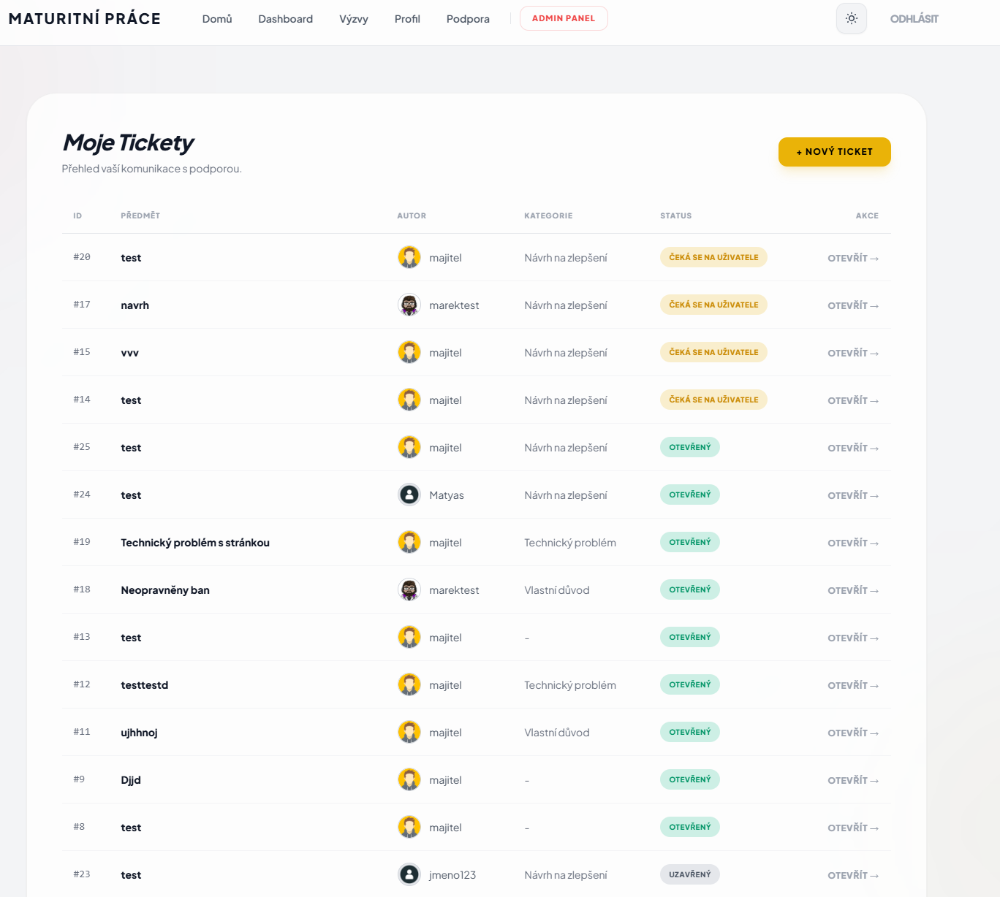 MATURITNÍ PRÁCE Domů Dashboard Výzvy Profil Podpora ADMIN PANEL ODHLÁSIT
Moje Tickety
+ NOVÝ TICKET
Přehled vaší komunikace s podporou.
ID PŘEDMĚT AUTOR KATEGORIE STATUS AKCE
#20 test majitel Návrh na zlepšení ČEKÁ SE NA UŽIVATELE OTEVŘÍT →
#17 navrh marektest Návrh na zlepšení ČEKÁ SE NA UŽIVATELE OTEVŘÍT →
#15 vvv majitel Návrh na zlepšení ČEKÁ SE NA UŽIVATELE OTEVŘÍT →
#14 test majitel Návrh na zlepšení ČEKÁ SE NA UŽIVATELE OTEVŘÍT →
#25 test majitel Návrh na zlepšení OTEVŘENÝ OTEVŘÍT →
#24 test Matyas Návrh na zlepšení OTEVŘENÝ OTEVŘÍT →
#19 Technický problém s stránkou majitel Technický problém OTEVŘENÝ OTEVŘÍT →
#18 Neopravněny ban marektest Vlastní důvod OTEVŘENÝ OTEVŘÍT →
#13 test majitel - OTEVŘENÝ OTEVŘÍT →
#12 testtestd majitel Technický problém OTEVŘENÝ OTEVŘÍT →
#11 ujhhnoj majitel Vlastní důvod OTEVŘENÝ OTEVŘÍT →
#9 Djjd majitel - OTEVŘENÝ OTEVŘÍT →
#8 test majitel - OTEVŘENÝ OTEVŘÍT →
#23 test jmeno123 Návrh na zlepšení UZAVŘENÝ OTEVŘÍT →